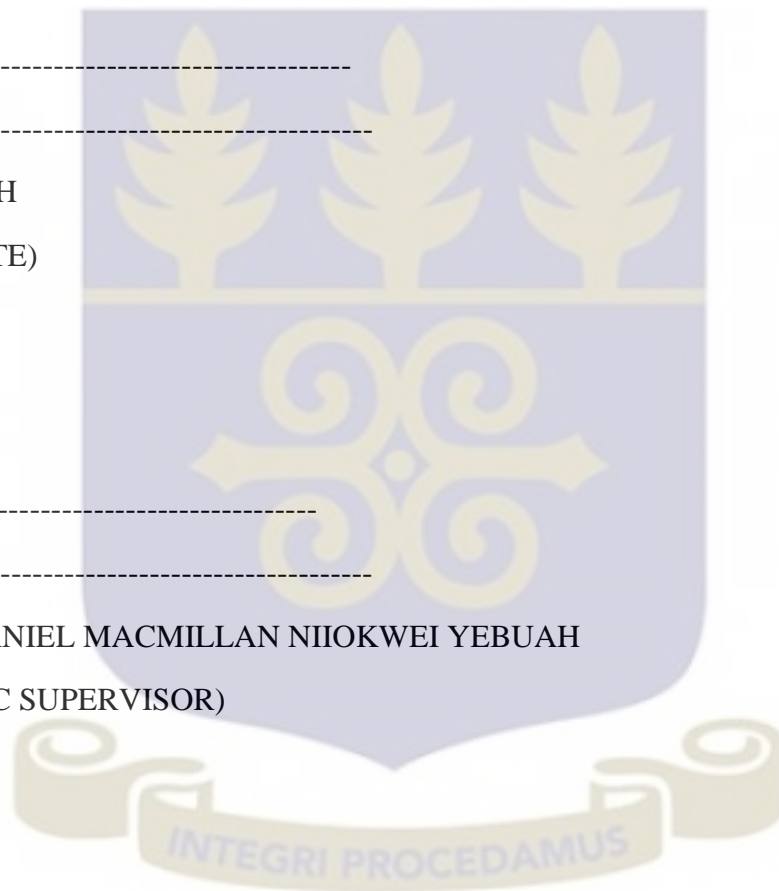 -----------------------------------
-------------------------------------
H
TE)
--------------------------------
-------------------------------------
ANIEL MACMILLAN NIIOKWEI YEBUAH
C SUPERVISOR)
INTEGRI PROCEDAMUS